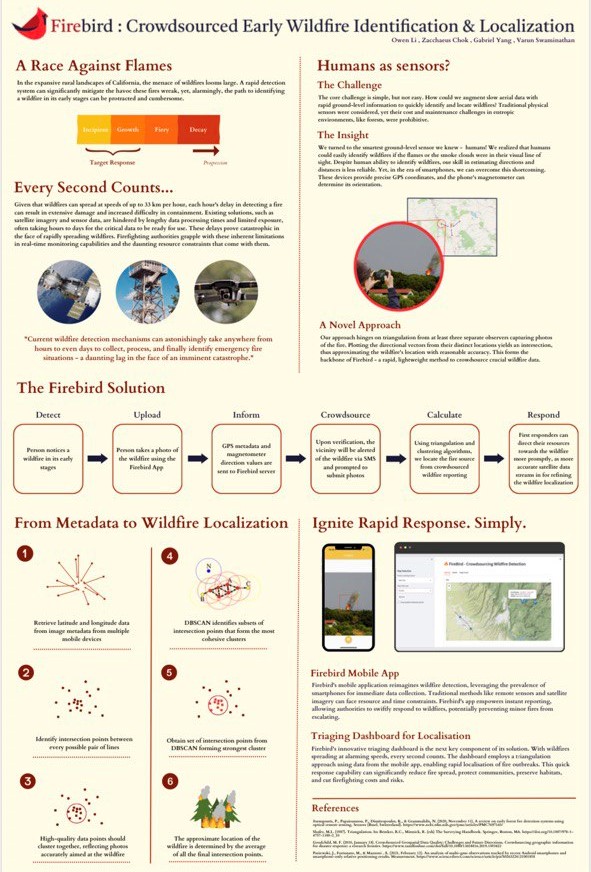 Firebird : Crowdsourced Early Wildfire Identification & Localization
Owen Li , Zacchaeus Chok , Gabriel Yang , Varun Swaminathan
A Race Against Flames
In the expansive rural landscapes of California, the menace of wildfires looms large. A rapid detection
system can significantly mitigate the havoc these fires wreak, yet, alarmingly, the path to identifying
a wildfire in its early stages can be protracted and cumbersome.
Incipient Growth Fiery Decay
Target Response
Progression
Every Second Counts...
Given that wildfires can spread at speeds of up to 33 km per hour, each hour's delay in detecting a fire
can result in extensive damage and increased difficulty in containment. Existing solutions, such as
satellite imagery and sensor data, are hindered by lengthy data processing times and limited exposure,
often taking hours to days for the critical data to be ready for use. These delays prove catastrophic in
the face of rapidly spreading wildfires. Firefighting authorities grapple with these inherent limitations
in real-time monitoring capabilities and the daunting resource constraints that come with them.
"Current wildfire detection mechanisms can astonishingly take anywhere from
hours to even days to collect, process, and finally identify emergency fire
situations - a daunting lag in the face of an imminent catastrophe."
Humans as sensors?
The Challenge
The core challenge is simple, but not easy. How could we augment slow aerial data with
rapid ground-level information to quickly identify and locate wildfires? Traditional physical
sensors were considered, yet their cost and maintenance challenges in entropic
environments, like forests, were prohibitive.
The Insight
We turned to the smartest ground-level sensor we knew - humans! We realized that humans
could easily identify wildfires if the flames or the smoke clouds were in their visual line of
sight. Despite human ability to identify wildfires, our skill in estimating directions and
distances is less reliable. Yet, in the era of smartphones, we can overcome this shortcoming.
These devices provide precise GPS coordinates, and the phone's magnetometer can
determine its orientation.
A Novel Approach
Our approach hinges on triangulation from at least three separate observers capturing photos
of the fire. Plotting the directional vectors from their distinct locations yields an intersection,
thus approximating the wildfire's location with reasonable accuracy. This forms the
backbone of Firebird - a rapid, lightweight method to crowdsource crucial wildfire data.
The Firebird Solution
Detect
Person notices a
wildfire in its early
stages
Upload
Person takes a photo of
the wildfire using the
Firebird App
Inform
GPS metadata and
magnetometer
direction values are
sent to Firebird server
Crowdsource
Upon verification, the
vicinity will be alerted
of the wildfire via SMS
and prompted to
submit photos
Calculate
Using triangulation and
clustering algorithms,
we locate the fire source
from crowdsourced
wildfire reporting
Respond
First responders can
direct their resources
towards the wildfire
more promptly, as more
accurate satellite data
streams in for refining
the wildfire localization
From Metadata to Wildfire Localization
1
Retrieve latitude and longitude data
from image metadata from multiple
mobile devices
2
Identify intersection points between
every possible pair of lines
3
High-quality data points should
cluster together, reflecting photos
accurately aimed at the wildfire
4
N
B
C
DBSCAN identifies subsets of
intersection points that form the most
cohesive clusters
5
Obtain set of intersection points from
DBSCAN forming strongest cluster
6
The approximate location of the
wildfire is determined by the average
of all the final intersection points.
Ignite Rapid Response. Simply.
FireBird - Crowdsourcing Wildfire Detection
Firebird Mobile App
Firebird's mobile application reimagines wildfire detection, leveraging the prevalence of
smartphones for immediate data collection. Traditional methods like remote sensors and satellite
imagery can face resource and time constraints. Firebird's app empowers instant reporting,
allowing authorities to swiftly respond to wildfires, potentially preventing minor fires from
escalating.
Triaging Dashboard for Localisation
Firebird's innovative triaging dashboard is the next key component of its solution. With wildfires
spreading at alarming speeds, every second counts. The dashboard employs a triangulation
approach using data from the mobile app, enabling rapid localisation of fire outbreaks. This quick
response capability can significantly reduce fire spread, protect communities, preserve habitats,
and cut firefighting costs and risks.
References